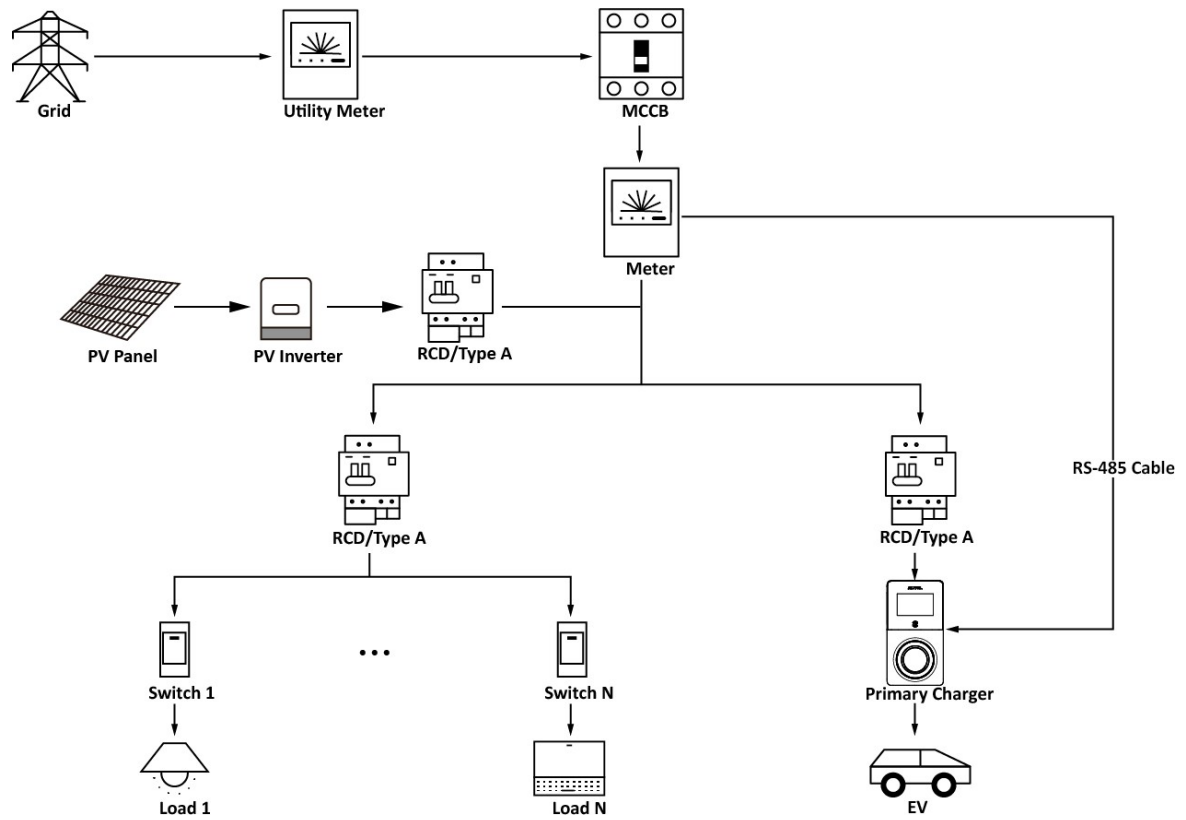 Grid
Utility Meter
MCCB
Meter
PV Panel
PV Inverter
RCD/Type A
RS-485 Cable
RCD/Type A
RCD/Type A
Switch 1
Switch N
Primary Charger
Load 1
Load N
EV